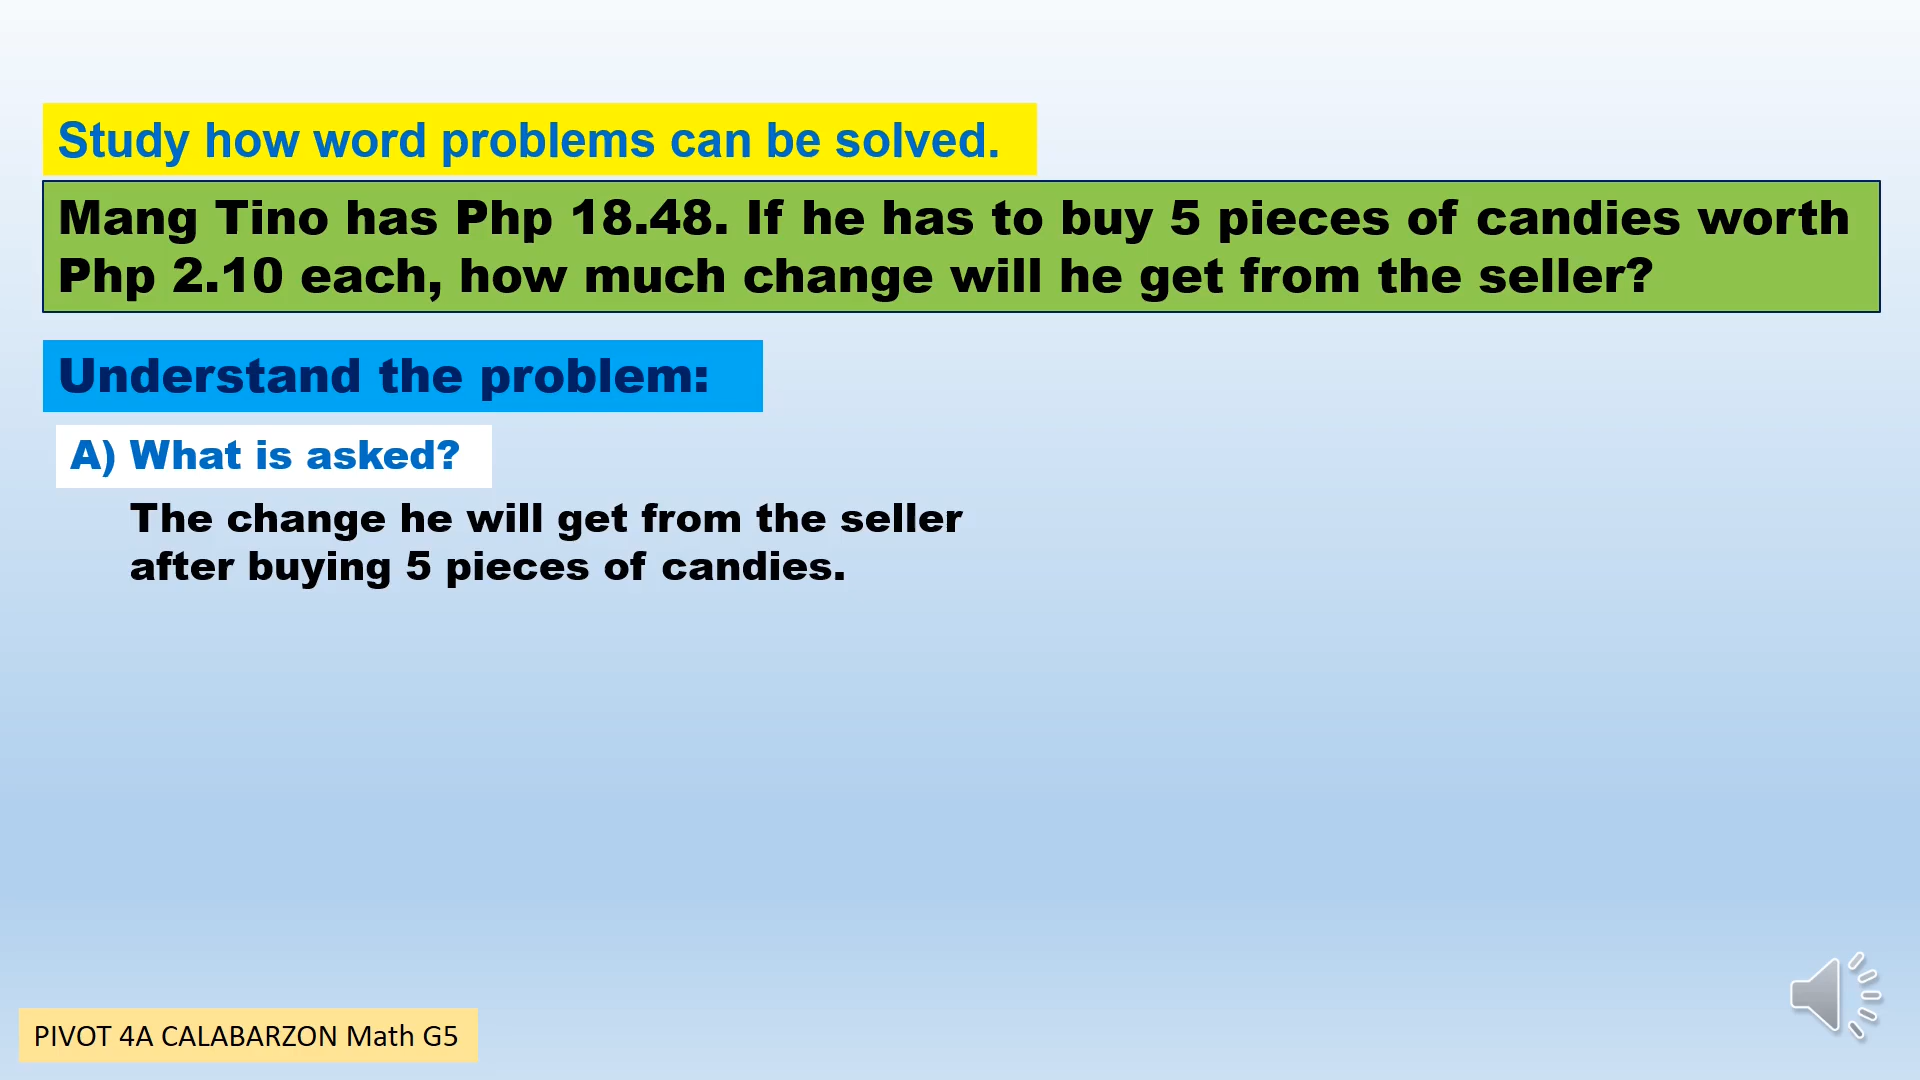 Study how word problems can be solved.
Mang Tino has Php 18.48. If he has to buy 5 pieces of candies worth
Php 2.10 each, how much change will he get from the seller?
Understand the problem:
A) What is asked?
The change he will get from the seller
after buying 5 pieces of candies.
PIVOT 4A CALABARZON Math G5